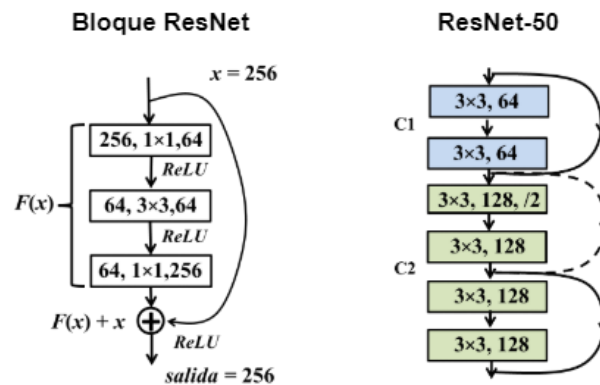 Bloque ResNet
x = 256
256, 1×1,64
ReLU
F(x)
64, 3×3,64
ReLU
64, 1×1,256
F(x) + x
ReLU
salida = 256
ResNet-50
3×3, 64
C1
3×3, 64
3×3, 128, /2
3×3, 128
C2
3×3, 128
3×3, 128